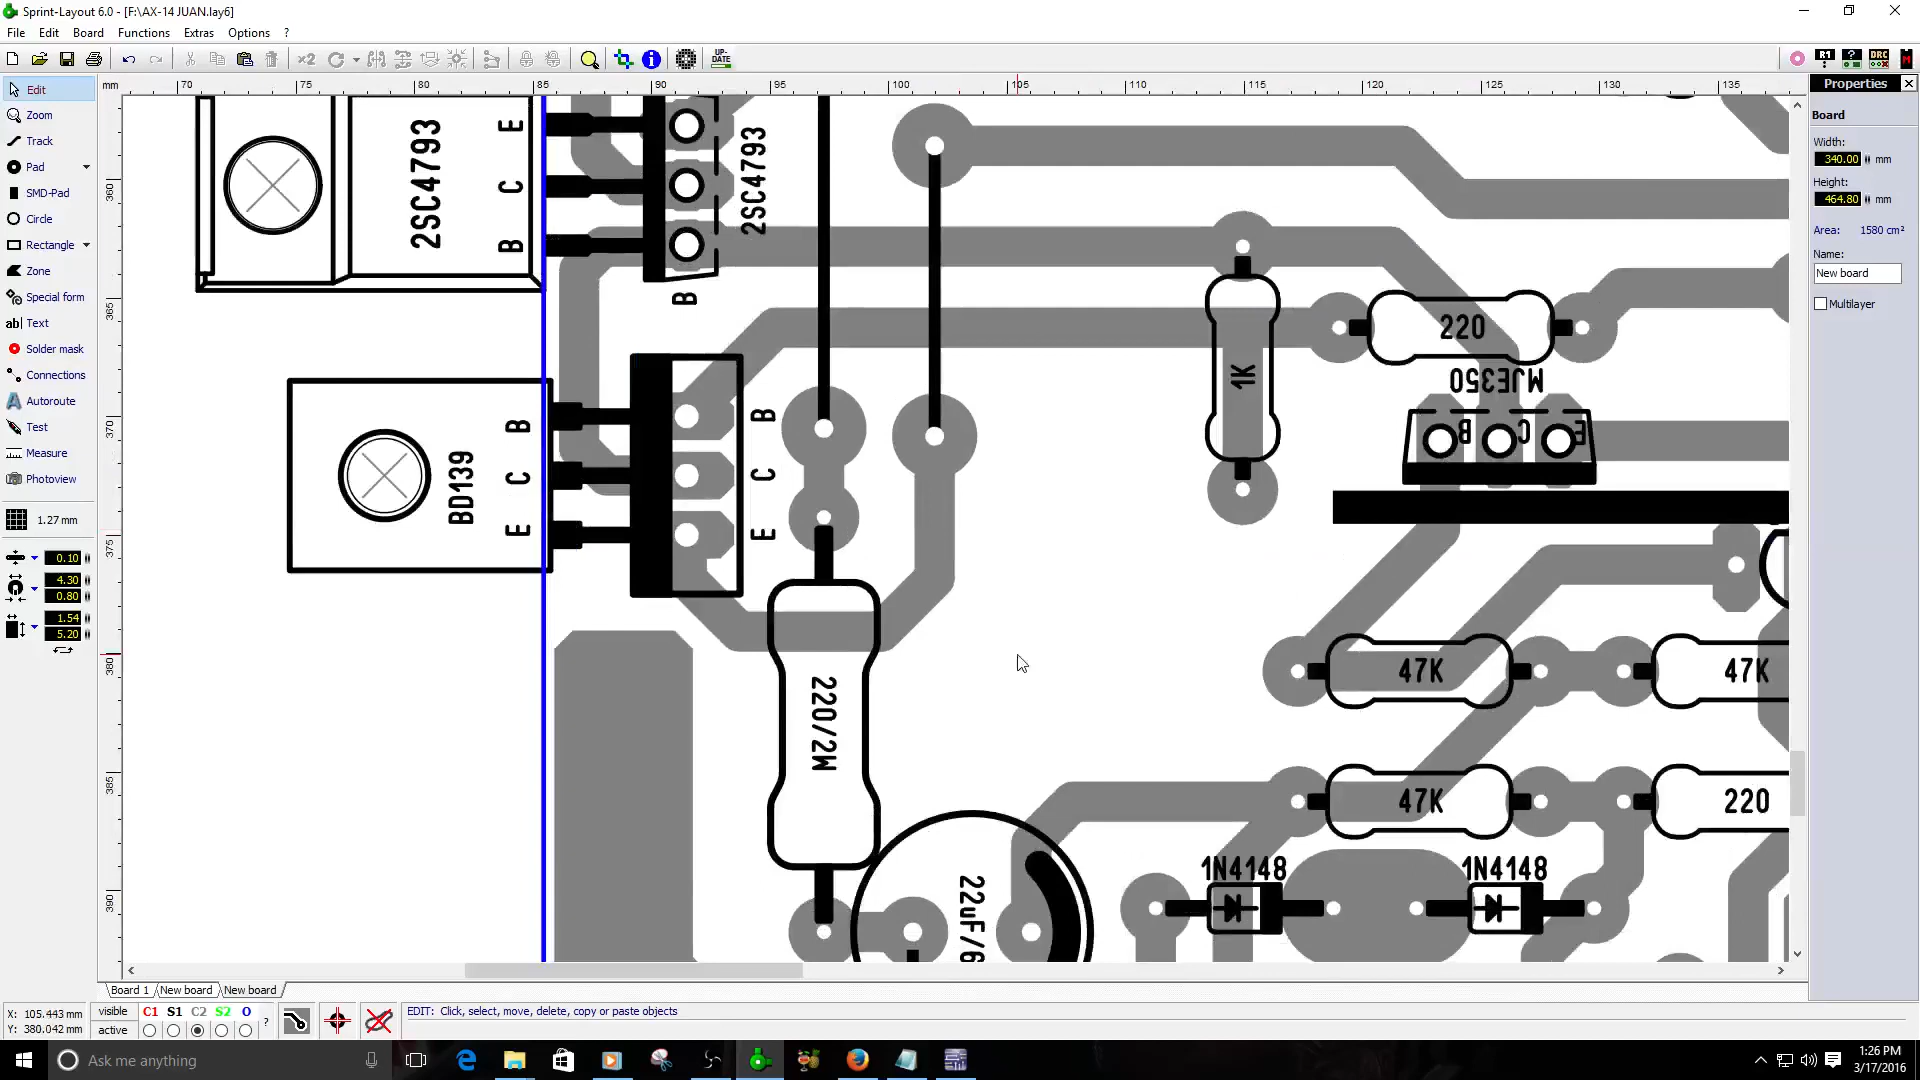 Sprint-Layout 6.0 - [F:\AX-14 JUAN.lay6]
File Edit Board Functions Extras Options ?
×2 UP-DATE R1 ? DRC M
mm 70 75 80 85 90 95 100 105 110 115 120 125 130 135
Properties
Edit
Zoom
Track
Pad
SMD-Pad
Circle
Rectangle
Zone
Special form
ab| Text
Solder mask
Connections
Autoroute
Test
Measure
Photoview
1.27 mm
0.10
4.30
0.80
1.54
5.20
360
365
370
375
380
385
390
2SC4793
E
C
B
2SC4793
B
BD139
B
C
E
B
C
E
220/2W
22uF/6
1K
220
MJE350
B C E
47K
47K
47K
220
1N4148
1N4148
Board
Width:
340.00 mm
Height:
464.80 mm
Area: 1580 cm²
Name:
New board
Multilayer
Board 1 New board New board
X: 105.443 mm
Y: 380.042 mm
visible C1 S1 C2 S2 O
active
?
EDIT: Click, select, move, delete, copy or paste objects
Ask me anything
1:26 PM
3/17/2016